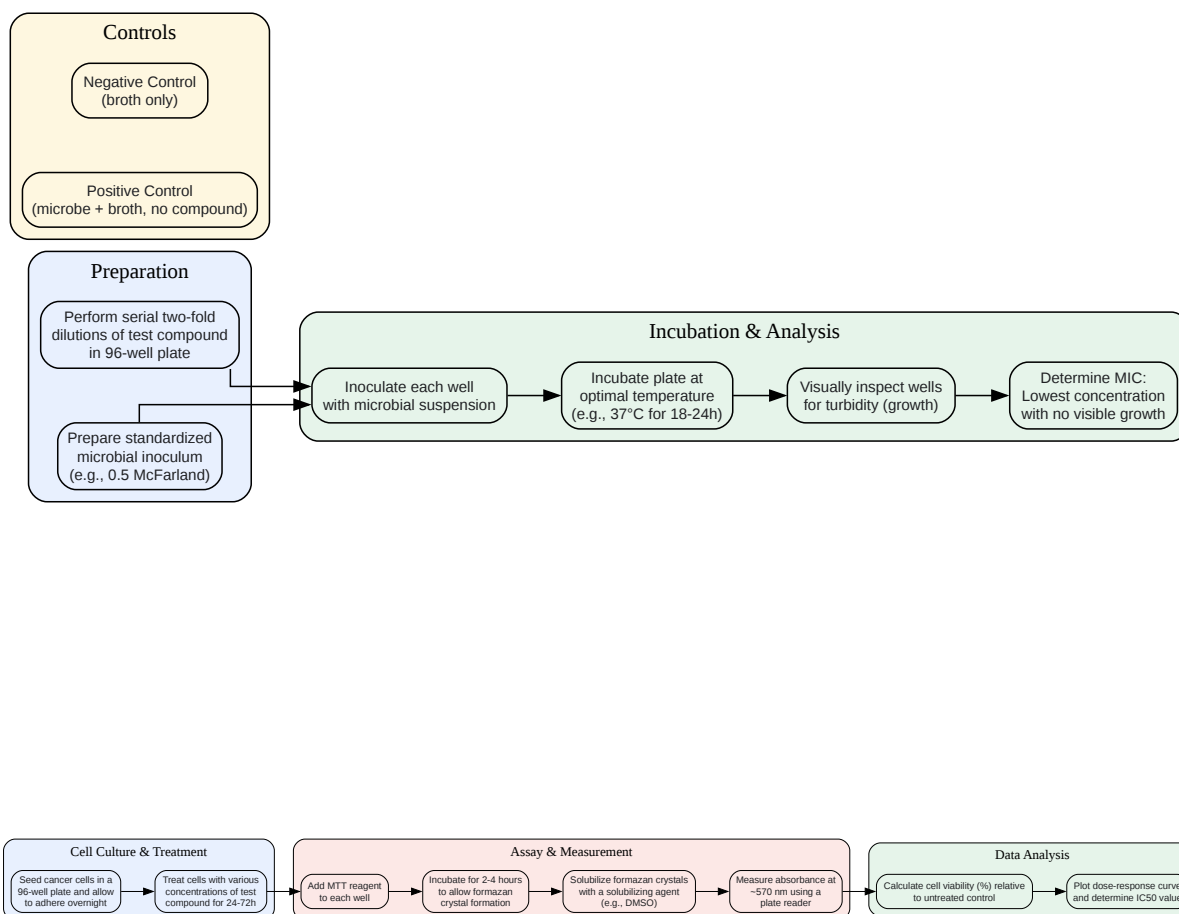 Controls
Negative Control
(broth only)
Positive Control
(microbe + broth, no compound)
Preparation
Perform serial two-fold
dilutions of test compound
in 96-well plate
Prepare standardized
microbial inoculum
(e.g., 0.5 McFarland)
Incubation & Analysis
Inoculate each well
with microbial suspension
Incubate plate at
optimal temperature
(e.g., 37°C for 18-24h)
Visually inspect wells
for turbidity (growth)
Determine MIC:
Lowest concentration
with no visible growth
Cell Culture & Treatment
Seed cancer cells in a
96-well plate and allow
to adhere overnight
Treat cells with various
concentrations of test
compound for 24-72h
Assay & Measurement
Add MTT reagent
to each well
Incubate for 2-4 hours
to allow formazan
crystal formation
Solubilize formazan crystals
with a solubilizing agent
(e.g., DMSO)
Measure absorbance at
~570 nm using a
plate reader
Data Analysis
Calculate cell viability (%) relative
to untreated control
Plot dose-response curve
and determine IC50 value